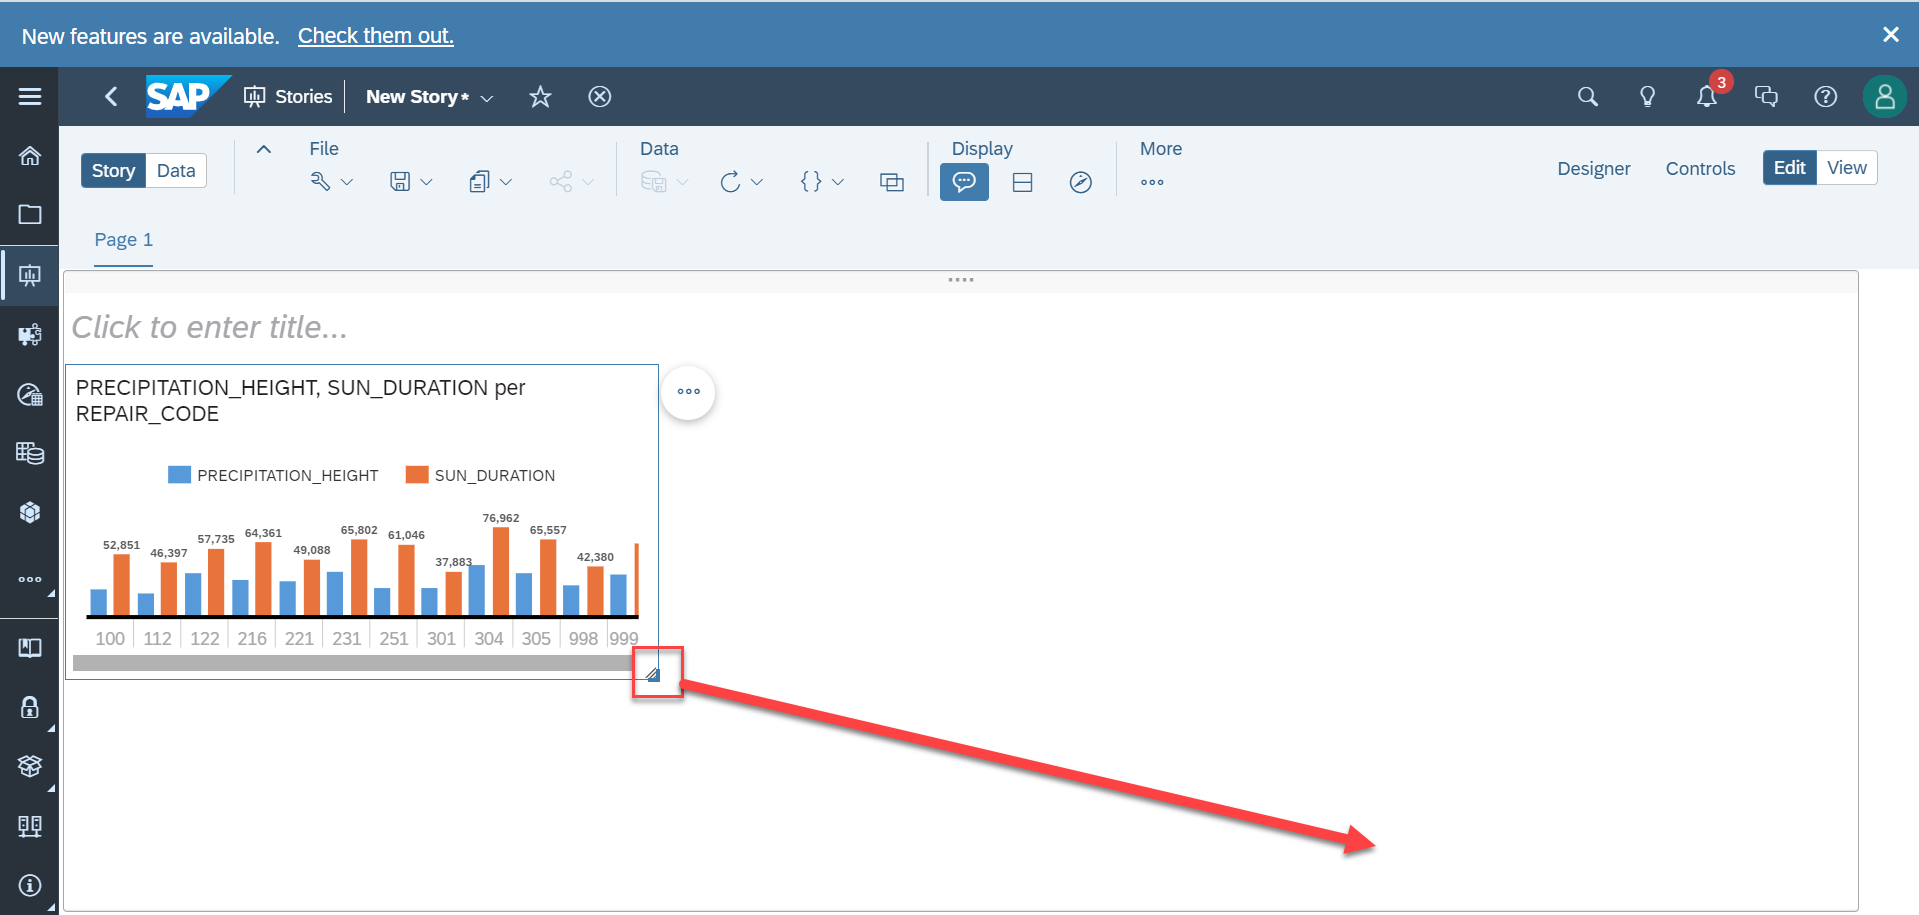 New features are available. Check them out.
SAP Stories New Story* 3
Story Data
File
Data
Display
More
Designer Controls Edit View
Page 1
Click to enter title...
PRECIPITATION_HEIGHT, SUN_DURATION per
REPAIR_CODE
PRECIPITATION_HEIGHT SUN_DURATION
52,851 46,397 57,735 64,361 49,088 65,802 61,046 37,883 76,962 65,557 42,380
100 112 122 216 221 231 251 301 304 305 998 999